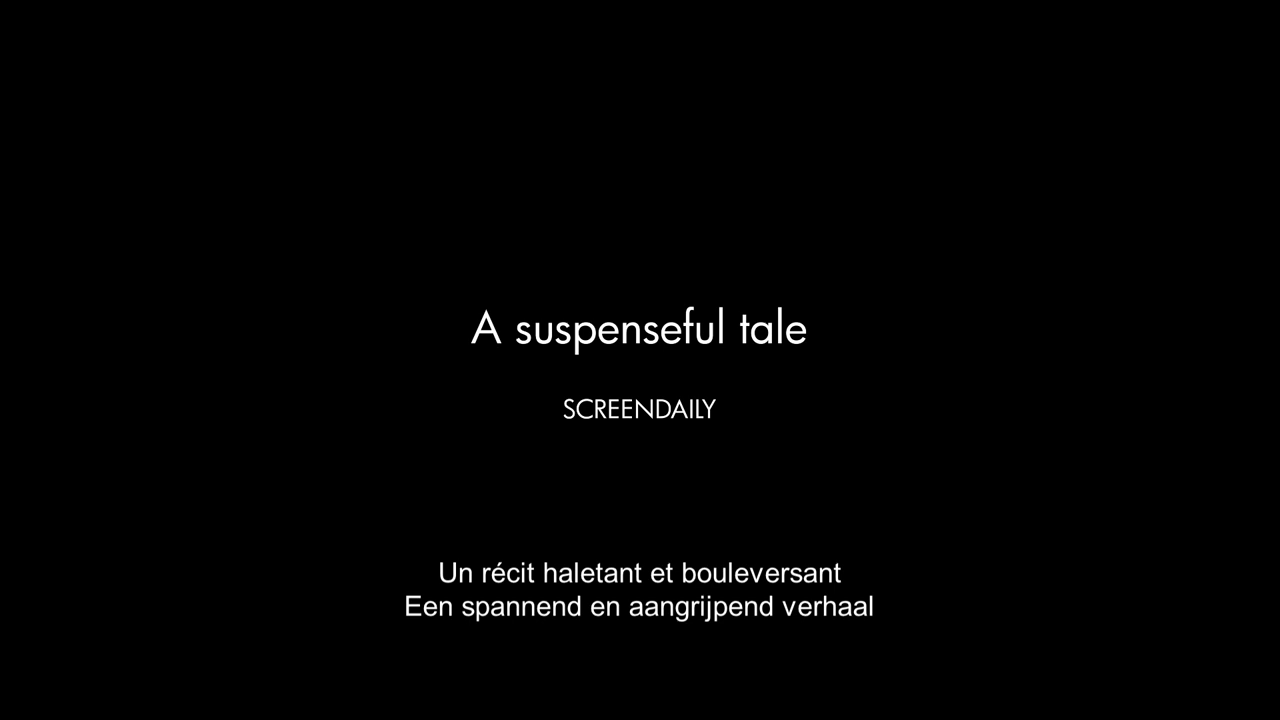 A suspenseful tale
SCREENDAILY
Un récit haletant et bouleversant
Een spannend en aangrijpend verhaal